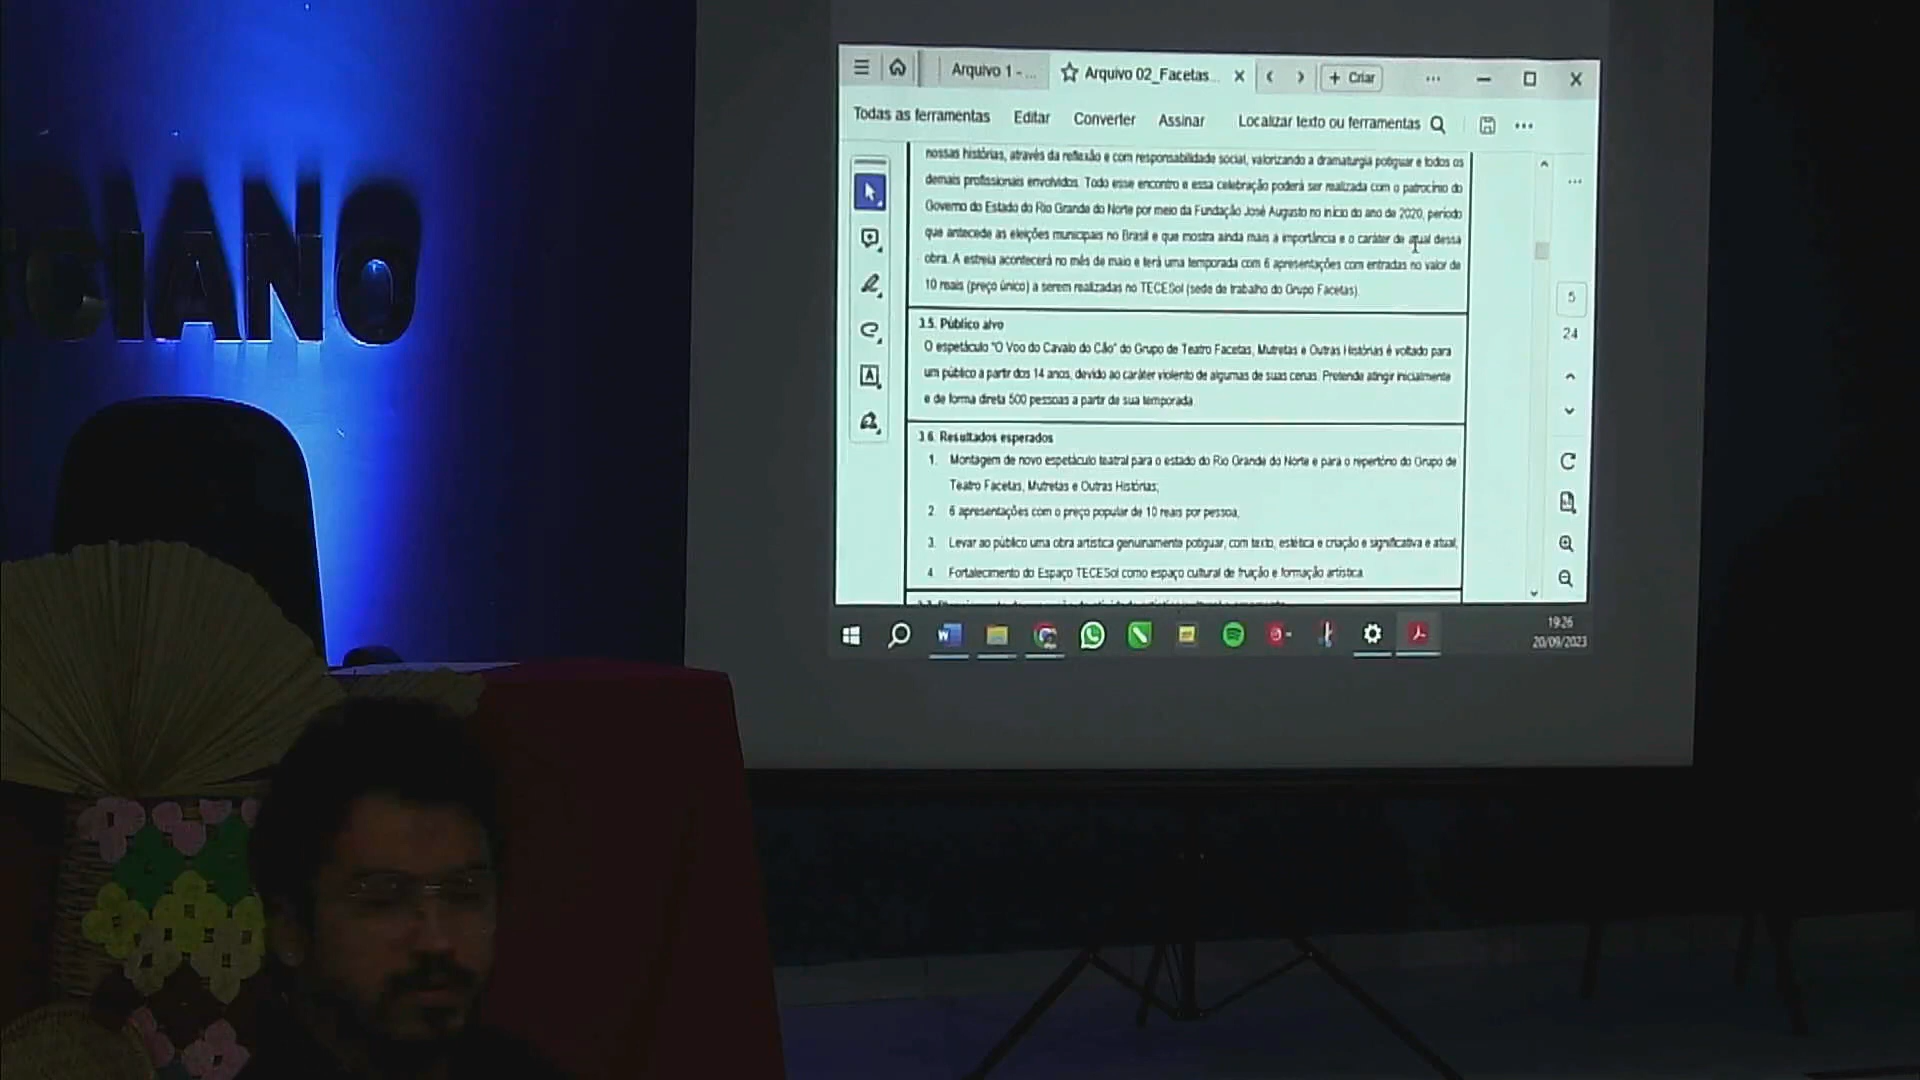 CIANO
Arquivo 1 - ...
Arquivo 02_Facetas...
+ Criar
Todas as ferramentas Editar Converter Assinar Localizar texto ou ferramentas
nossas histórias, através da reflexão e com responsabilidade social, valorizando a dramaturgia potiguar e todos os
demais profissionais envolvidos. Todo esse encontro e essa celebração poderá ser realizada com o patrocínio do
Governo do Estado do Rio Grande do Norte por meio da Fundação José Augusto no início do ano de 2020, período
que antecede as eleições municipais no Brasil e que mostra ainda mais a importância e o caráter de atual dessa
obra. A estreia acontecerá no mês de maio e terá uma temporada com 6 apresentações com entradas no valor de
10 reais (preço único) a serem realizadas no TECESol (sede de trabalho do Grupo Facetas).
3.5. Público alvo
O espetáculo "O Voo do Cavalo do Cão" do Grupo de Teatro Facetas, Mutretas e Outras Histórias é voltado para
um público a partir dos 14 anos, devido ao caráter violento de algumas de suas cenas. Pretende atingir inicialmente
e de forma direta 500 pessoas a partir de sua temporada
3.6. Resultados esperados
1. Montagem de novo espetáculo teatral para o estado do Rio Grande do Norte e para o repertório do Grupo de
Teatro Facetas, Mutretas e Outras Histórias;
2. 6 apresentações com o preço popular de 10 reais por pessoa;
3. Levar ao público uma obra artística genuinamente potiguar, com texto, estética e criação e significativa e atual;
4. Fortalecimento do Espaço TECESol como espaço cultural de fruição e formação artística
5
24
19:26
20/09/2023